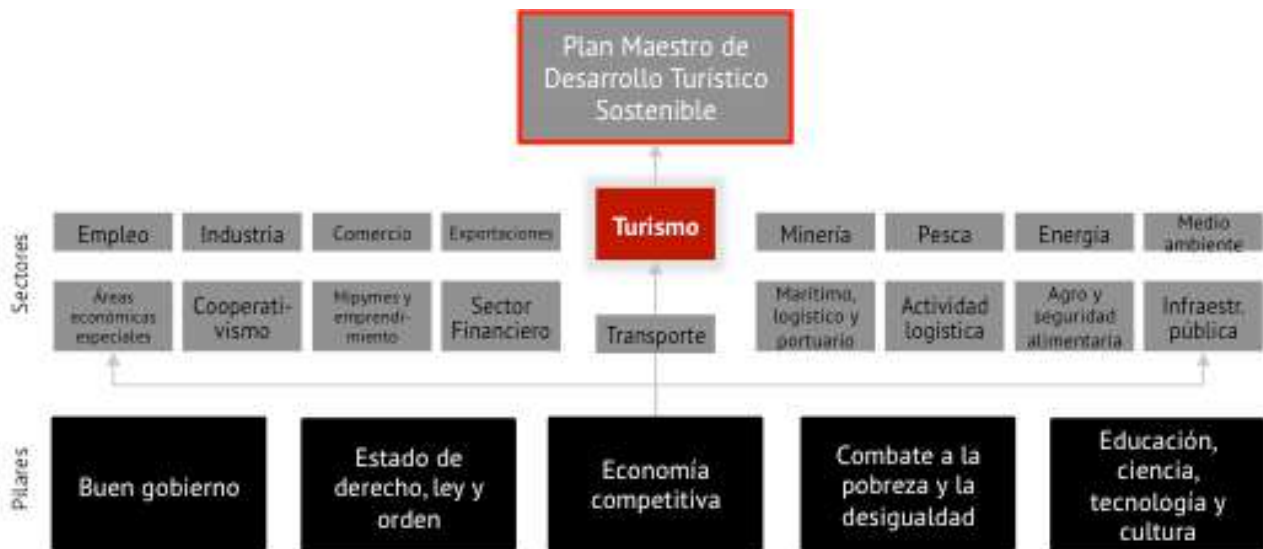 Plan Maestro de
Desarrollo Turístico
Sostenible
Sectores
Empleo
Industria
Comercio
Exportaciones
Turismo
Minería
Pesca
Energía
Medio
ambiente
Áreas
económicas
especiales
Cooperati-
vismo
Mipymes y
emprendi-
miento
Sector
Financiero
Transporte
Marítimo,
logístico y
portuario
Actividad
logística
Agro y
seguridad
alimentaria
Infraestr.
pública
Pilares
Buen gobierno
Estado de
derecho, ley y
orden
Economía
competitiva
Combate a la
pobreza y la
desigualdad
Educación,
ciencia,
tecnología y
cultura